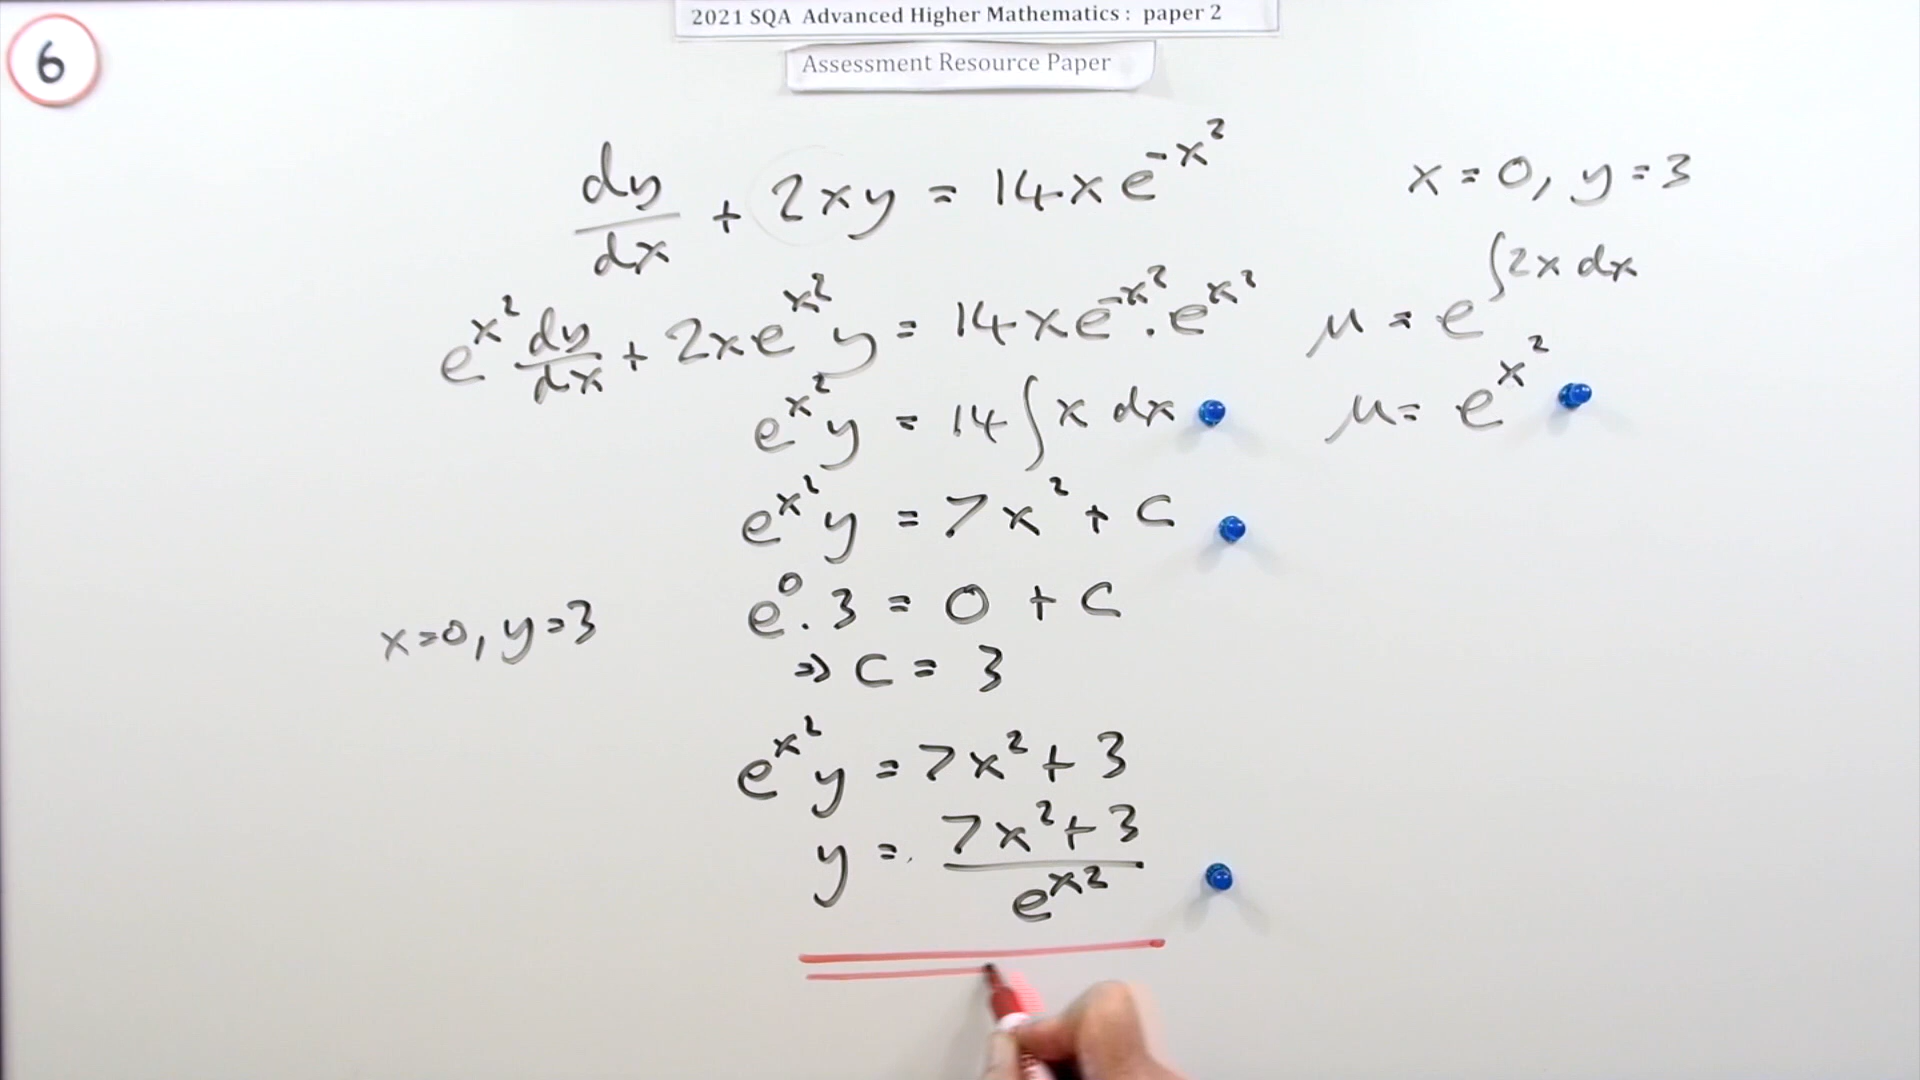 2021 SQA Advanced Higher Mathematics : paper 2
Assessment Resource Paper
6
dy/dx + 2xy = 14xe^{-x^2}
x = 0, y = 3
e^{x^2} dy/dx + 2xe^{x^2}y = 14xe^{-x^2}.e^{x^2}
μ = e^{∫2x dx}
e^{x^2}y = 14∫x dx
μ = e^{x^2}
e^{x^2}y = 7x^2 + C
x=0, y=3
e^0.3 = 0 + C
⇒ C = 3
e^{x^2}y = 7x^2 + 3
y = (7x^2+3)/e^{x^2}